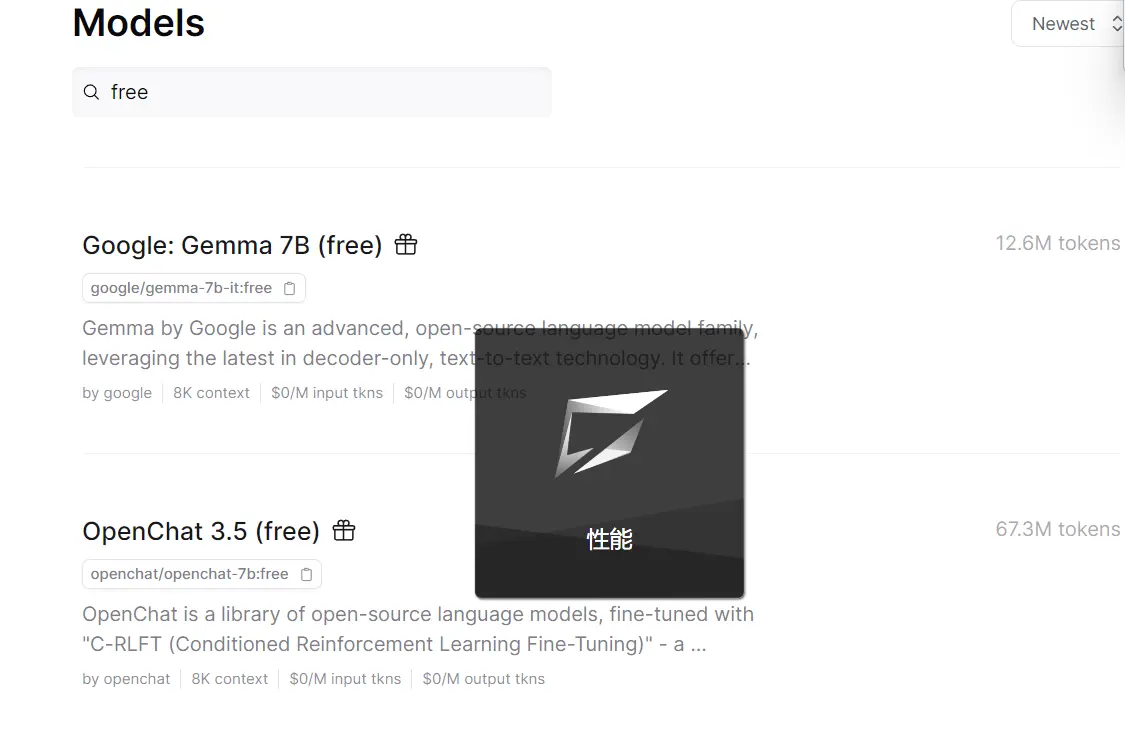 Models
Newest
free
Google: Gemma 7B (free)
12.6M tokens
google/gemma-7b-it:free
Gemma by Google is an advanced, open-source language model family,
leveraging the latest in decoder-only, text-to-text technology. It offer...
by google 8K context $0/M input tkns $0/M output tkns
性能
OpenChat 3.5 (free)
67.3M tokens
openchat/openchat-7b:free
OpenChat is a library of open-source language models, fine-tuned with
"C-RLFT (Conditioned Reinforcement Learning Fine-Tuning)" - a ...
by openchat 8K context $0/M input tkns $0/M output tkns